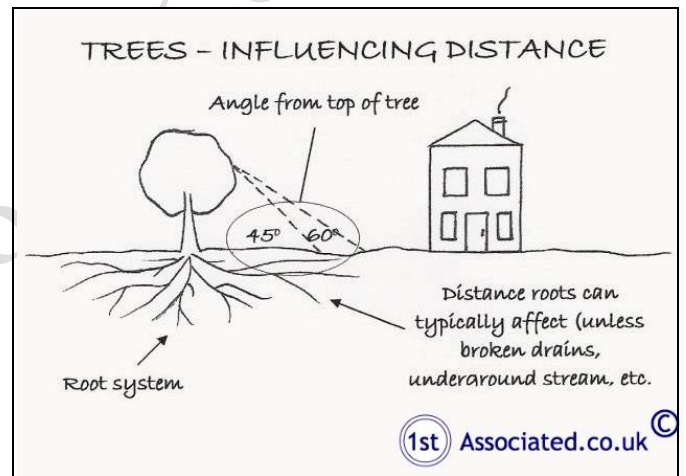 TREES – INFLUENCING DISTANCE
Angle from top of tree
45° 60°
Distance roots can
typically affect (unless
broken drains,
underground stream, etc.
Root system
1st Associated.co.uk ©